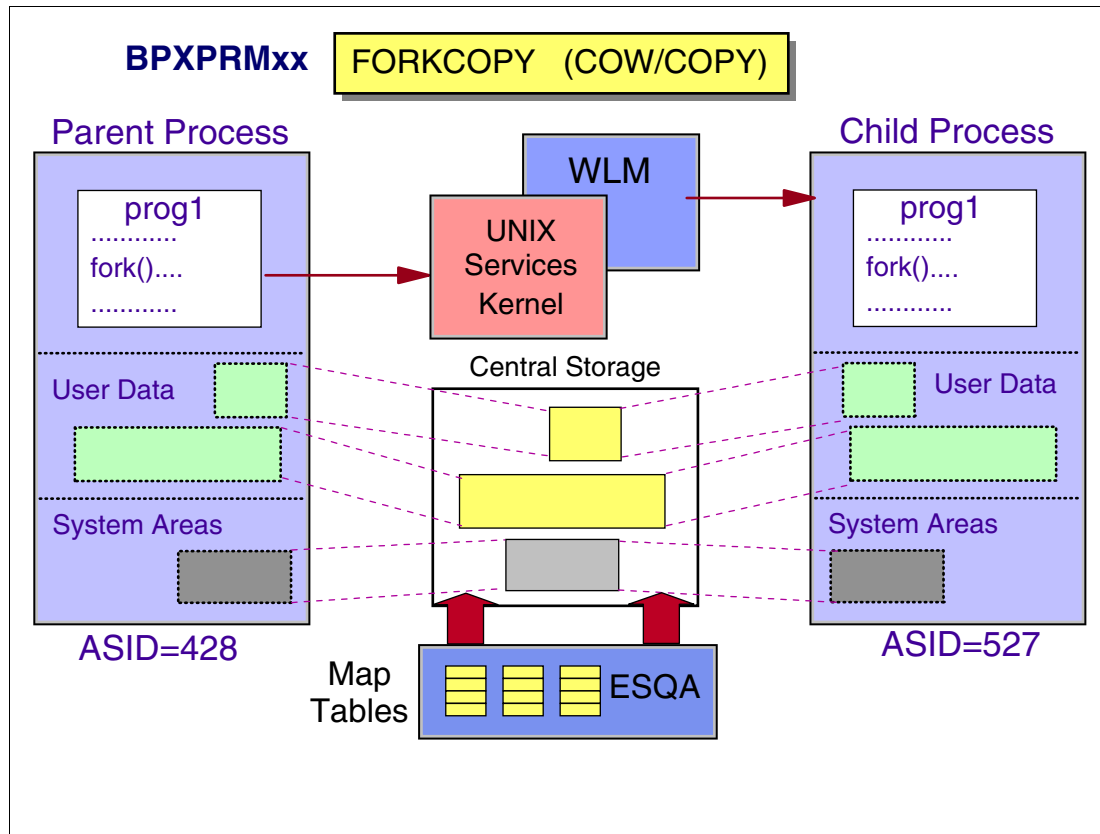 BPXPRMxx
FORKCOPY (COW/COPY)
Parent Process
prog1
............
fork()....
............
User Data
System Areas
ASID=428
WLM
UNIX
Services
Kernel
Central Storage
Map
Tables
ESQA
Child Process
prog1
............
fork()....
............
User Data
System Areas
ASID=527